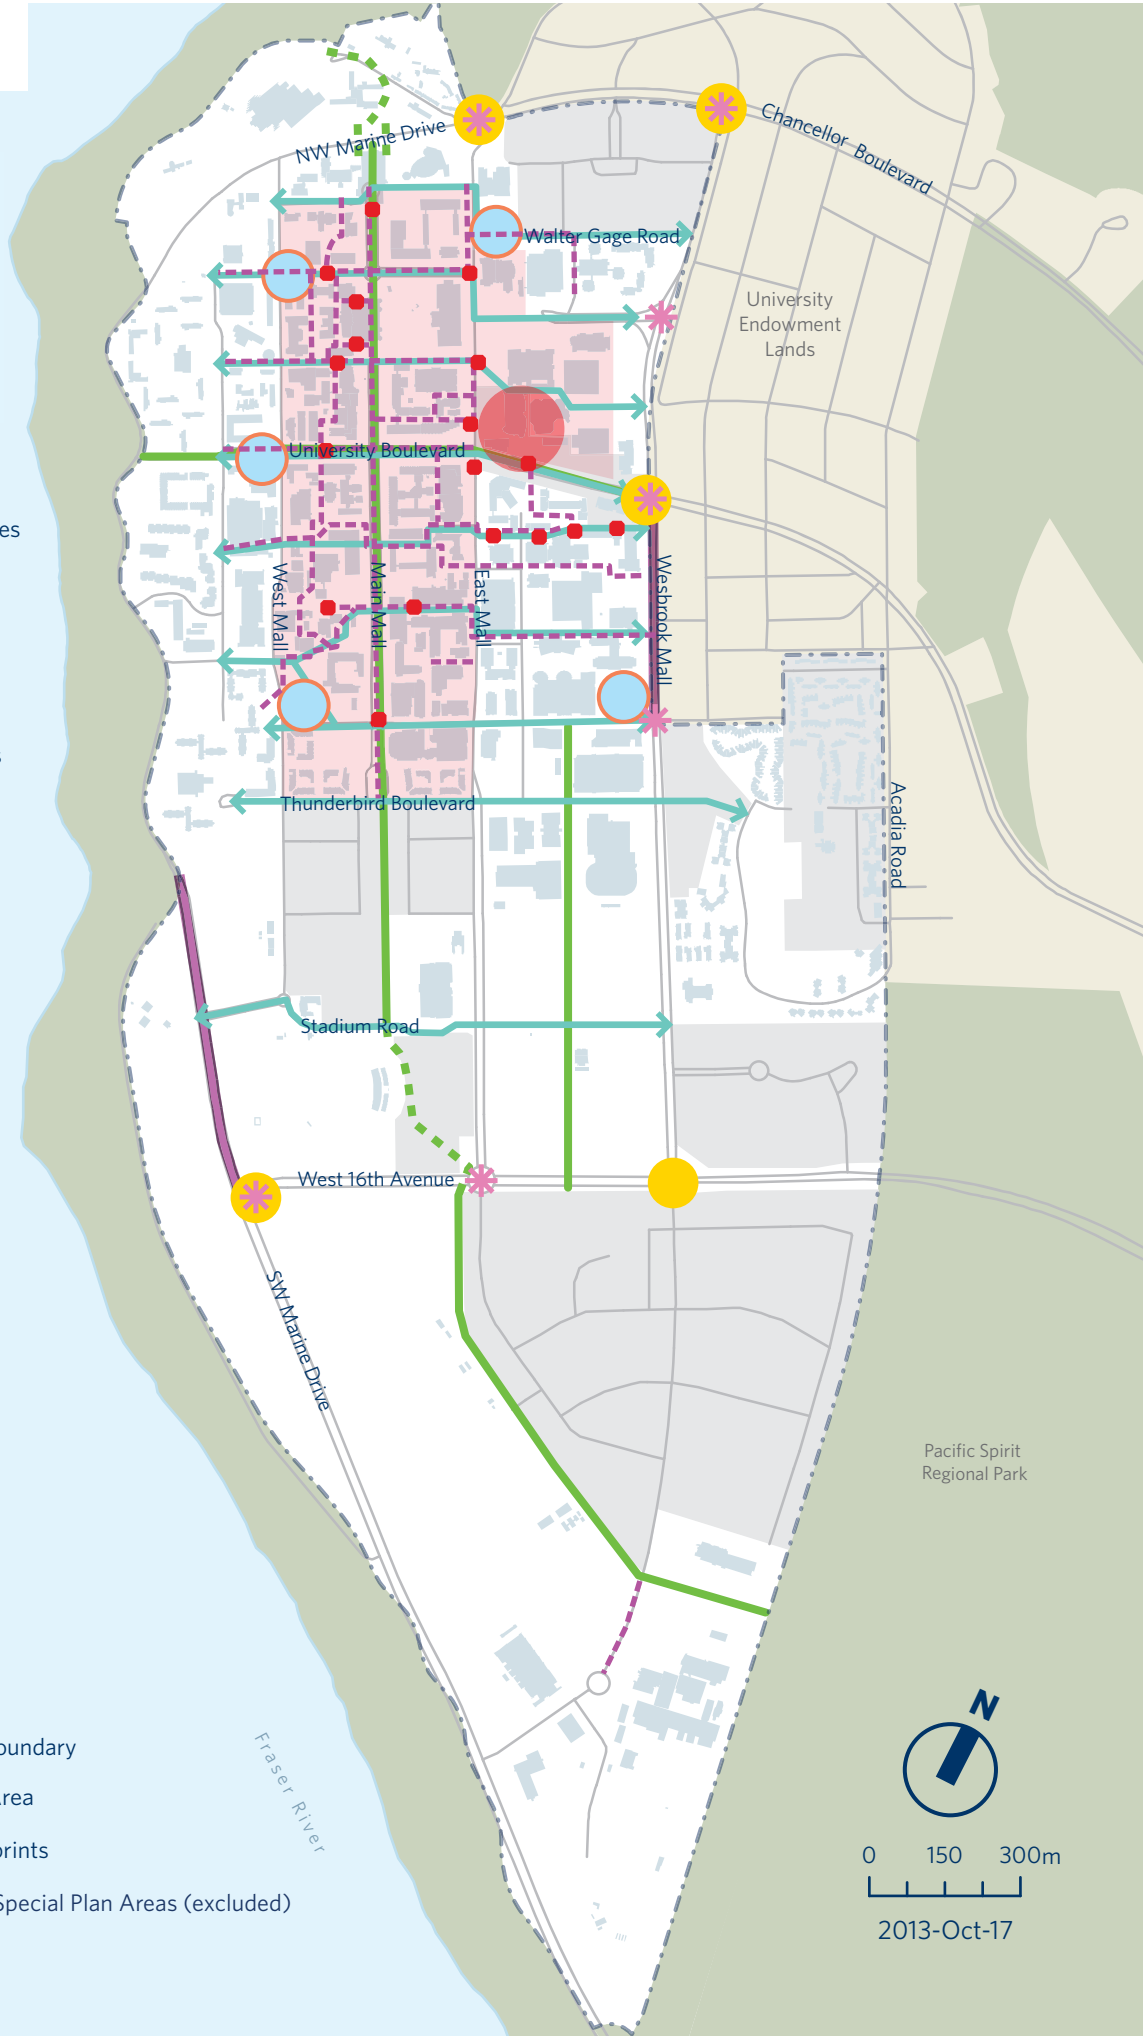 NW Marine Drive
Chancellor Boulevard
Walter Gage Road
University
Endowment
Lands
University Boulevard
es
West Mall
Main Mall
East Mall
Wesbrook Mall
s
Thunderbird Boulevard
Acadia Road
Stadium Road
West 16th Avenue
SW Marine Drive
Pacific Spirit
Regional Park
N
oundary
Fraser River
rea
prints
0 150 300m
Special Plan Areas (excluded)
2013-Oct-17